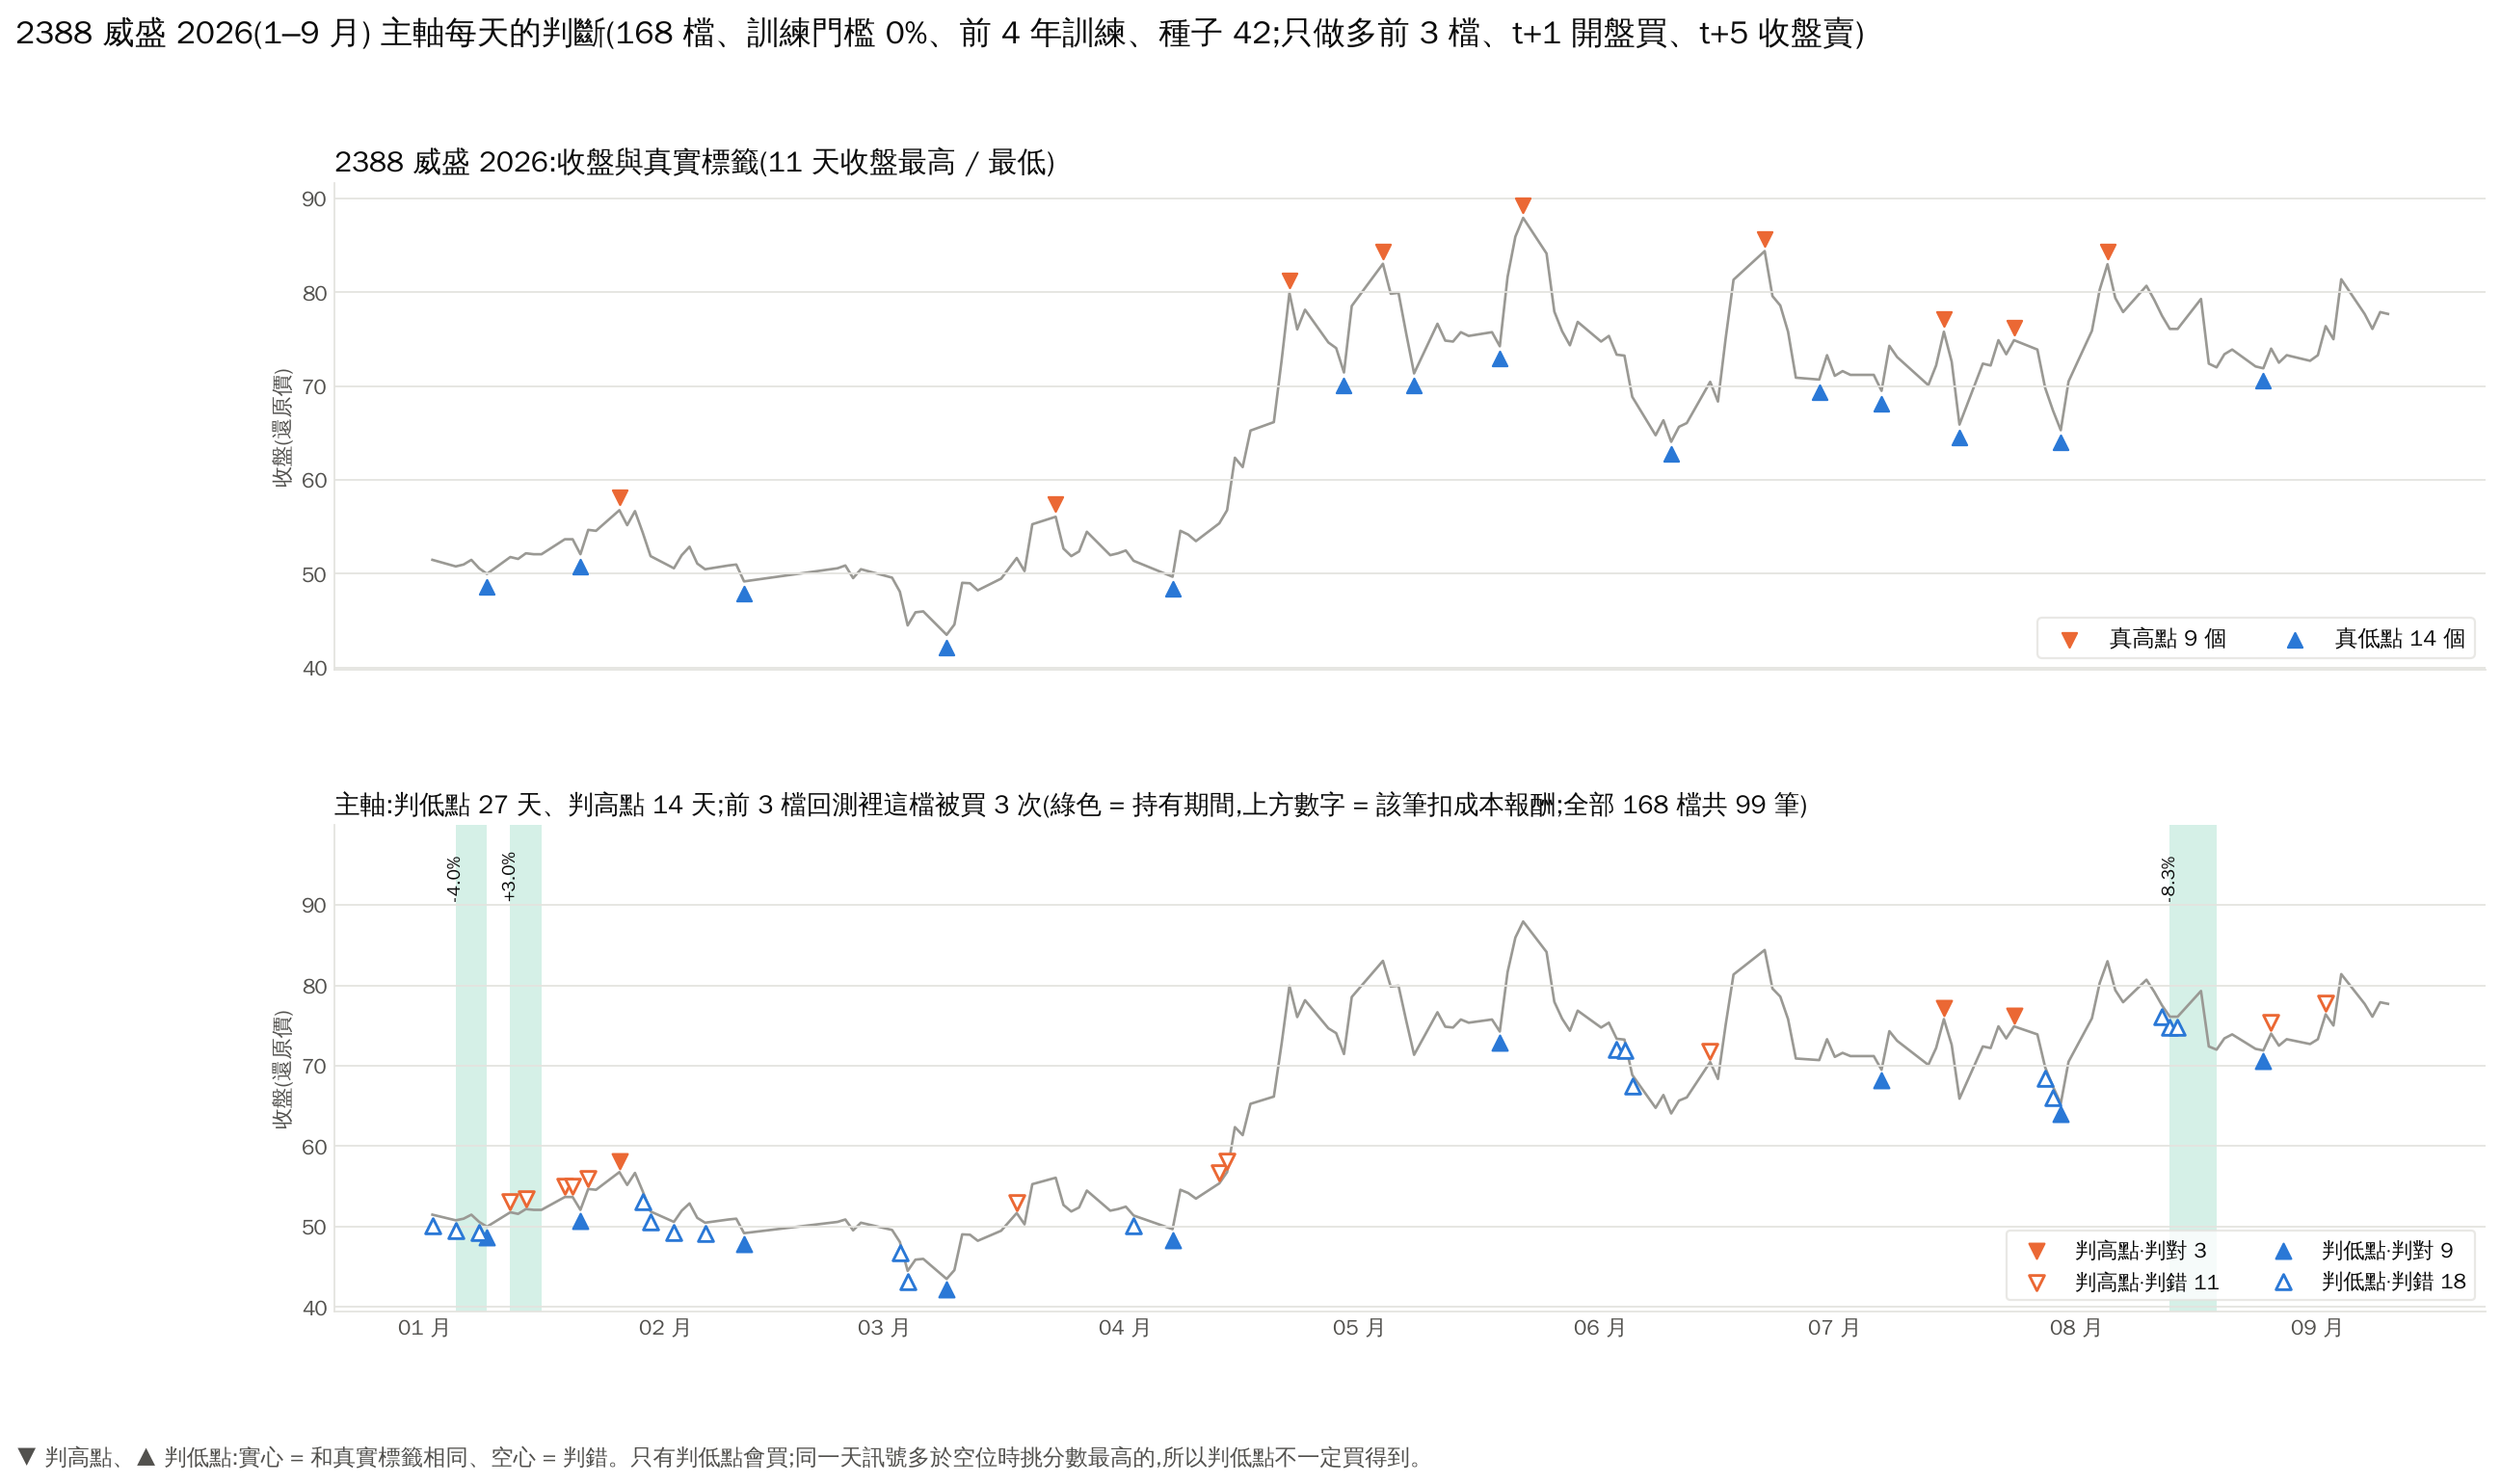 2388 威盛 2026(1–9 月) 主軸每天的判斷(168 檔、訓練門檻 0%、前 4 年訓練、種子 42;只做多前 3 檔、t+1 開盤買、t+5 收盤賣)
2388 威盛 2026:收盤與真實標籤(11 天收盤最高 / 最低)
收盤(還原價)
90
80
70
60
50
40
真高點 9 個
真低點 14 個
主軸:判低點 27 天、判高點 14 天;前 3 檔回測裡這檔被買 3 次(綠色 = 持有期間,上方數字 = 該筆扣成本報酬;全部 168 檔共 99 筆)
-4.0%
+3.0%
-8.3%
收盤(還原價)
90
80
70
60
50
40
判高點·判對 3
判低點·判對 9
判高點·判錯 11
判低點·判錯 18
01 月
02 月
03 月
04 月
05 月
06 月
07 月
08 月
09 月
▼ 判高點、▲ 判低點:實心 = 和真實標籤相同、空心 = 判錯。只有判低點會買;同一天訊號多於空位時挑分數最高的,所以判低點不一定買得到。